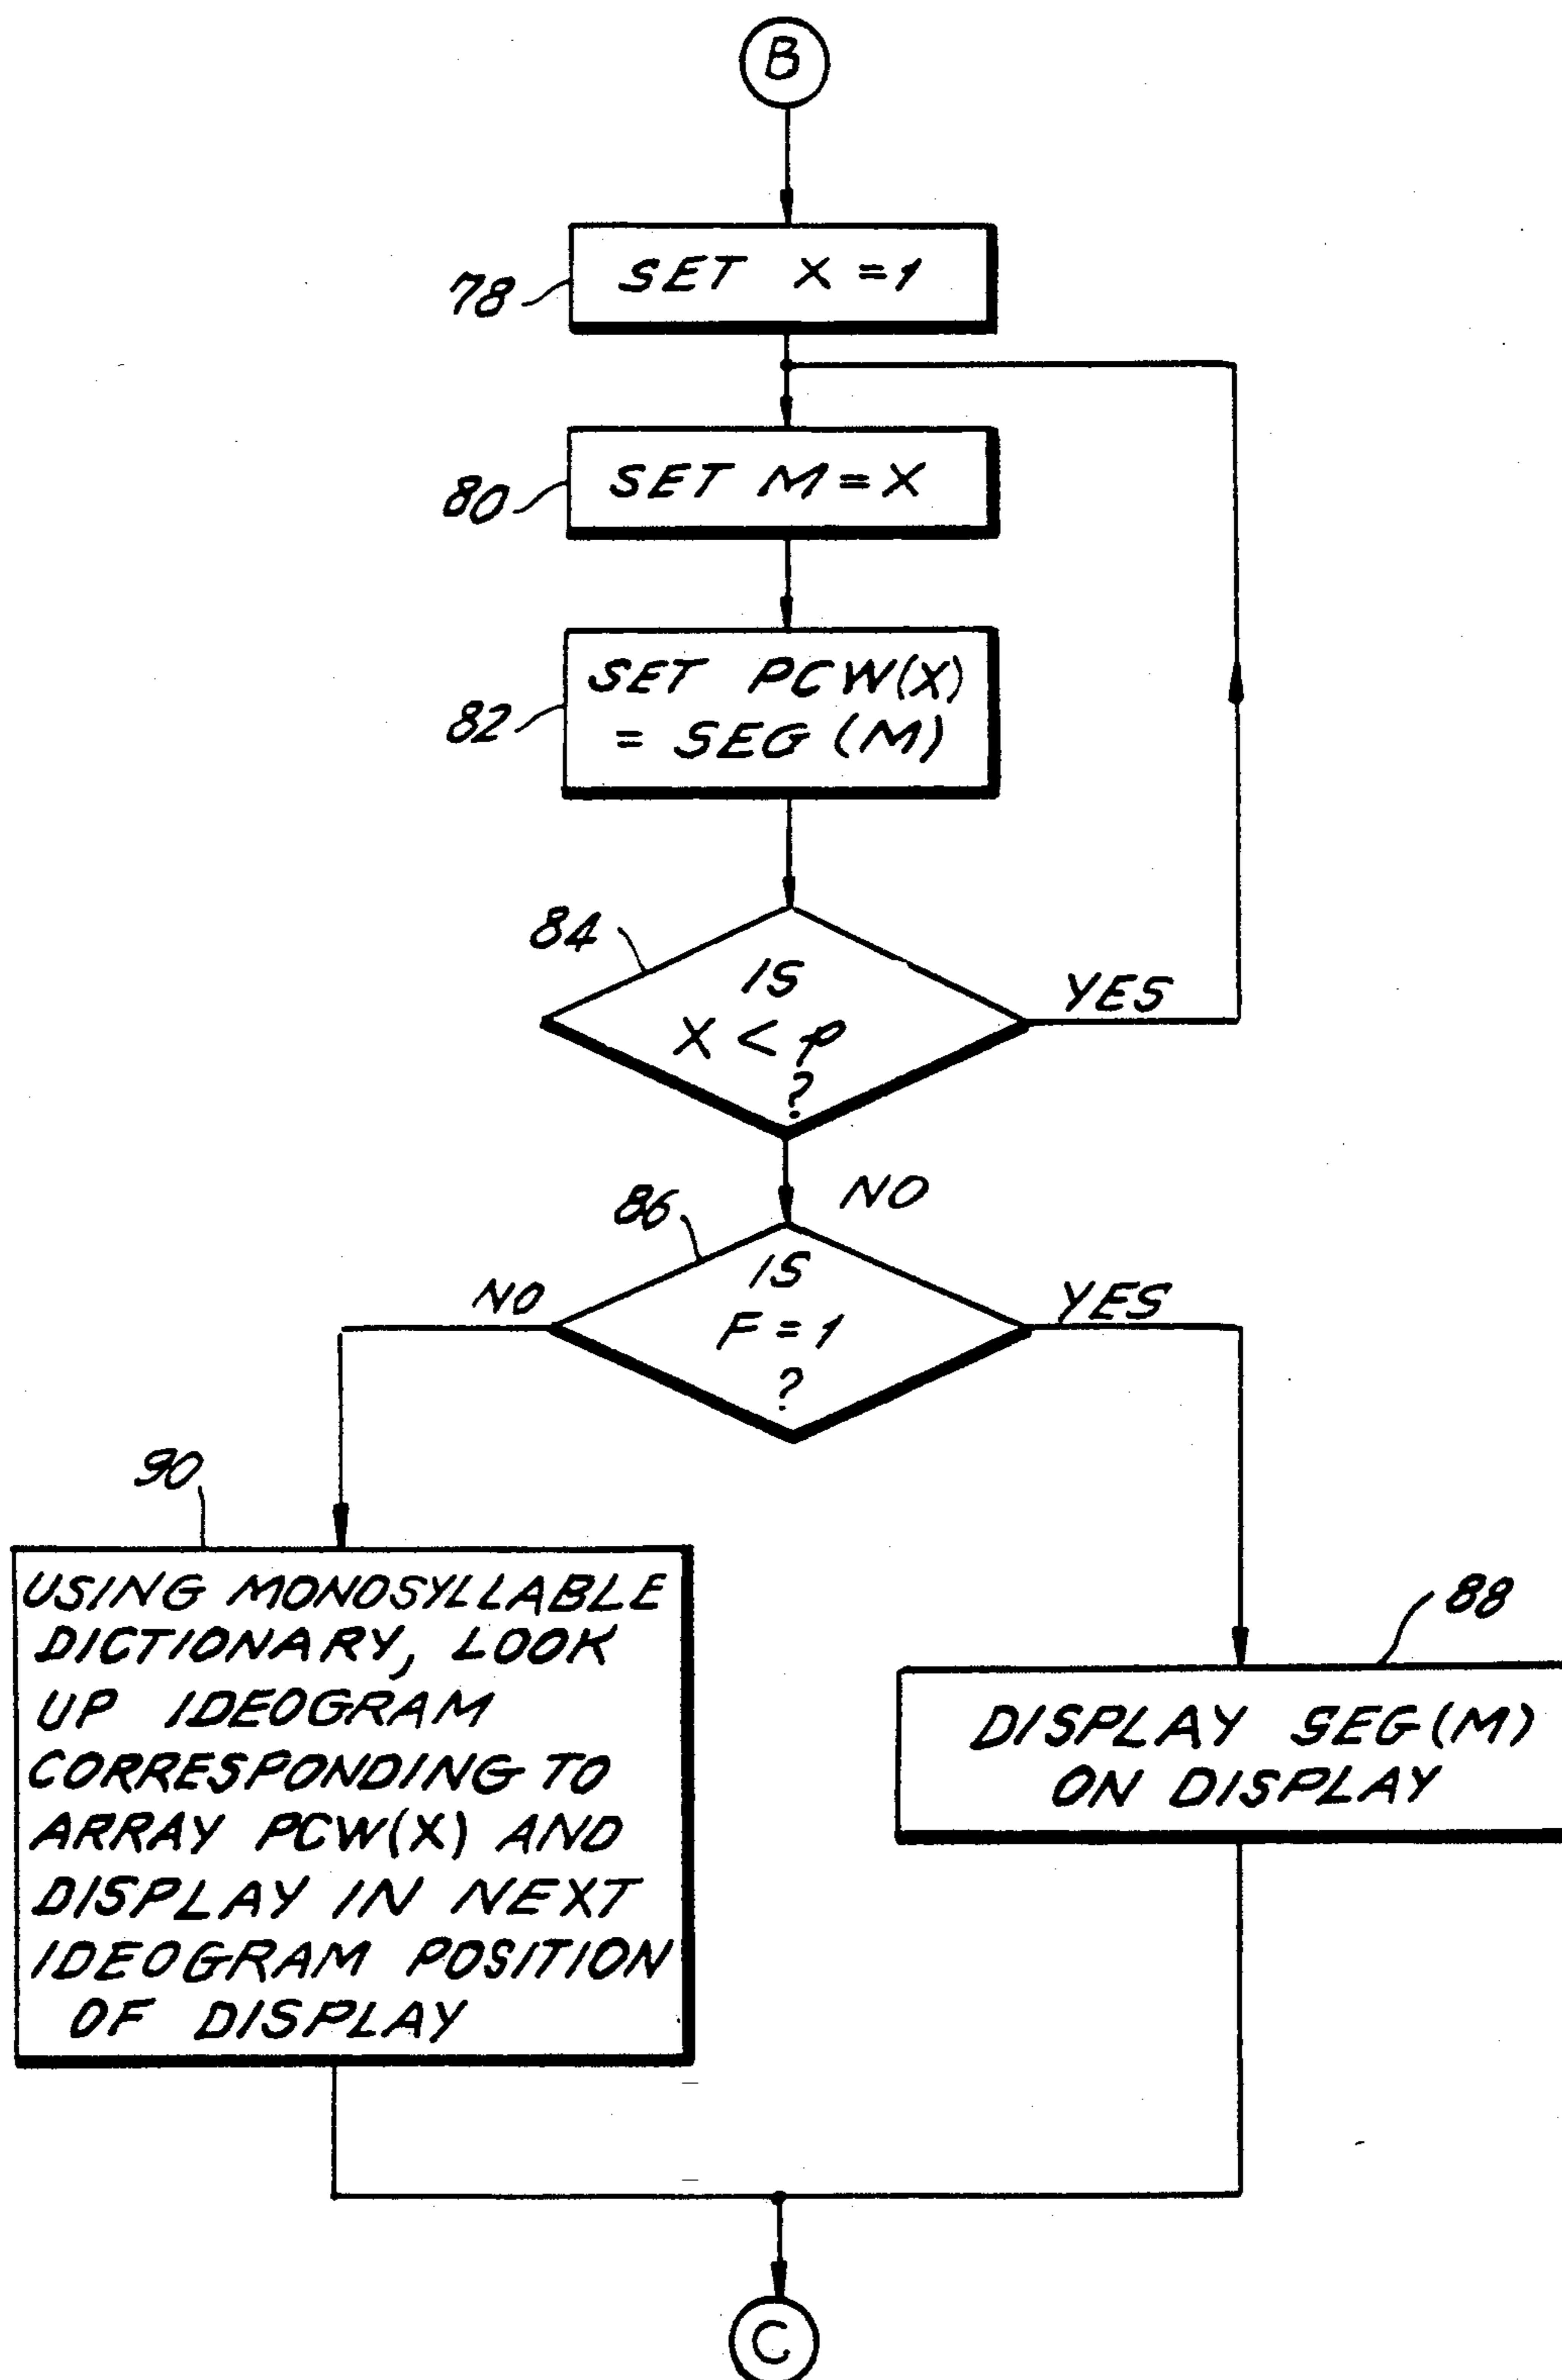 B
SET X = 1
78
SET M = X
80
SET PCW(X)
= SEG (M)
82
84
IS
X < p
?
YES
NO
86
IS
F = 1
?
NO
YES
90
USING MONOSYLLABLE
DICTIONARY, LOOK
UP IDEOGRAM
CORRESPONDING TO
ARRAY PCW(X) AND
DISPLAY IN NEXT
IDEOGRAM POSITION
OF DISPLAY
88
DISPLAY SEG(M)
ON DISPLAY
C